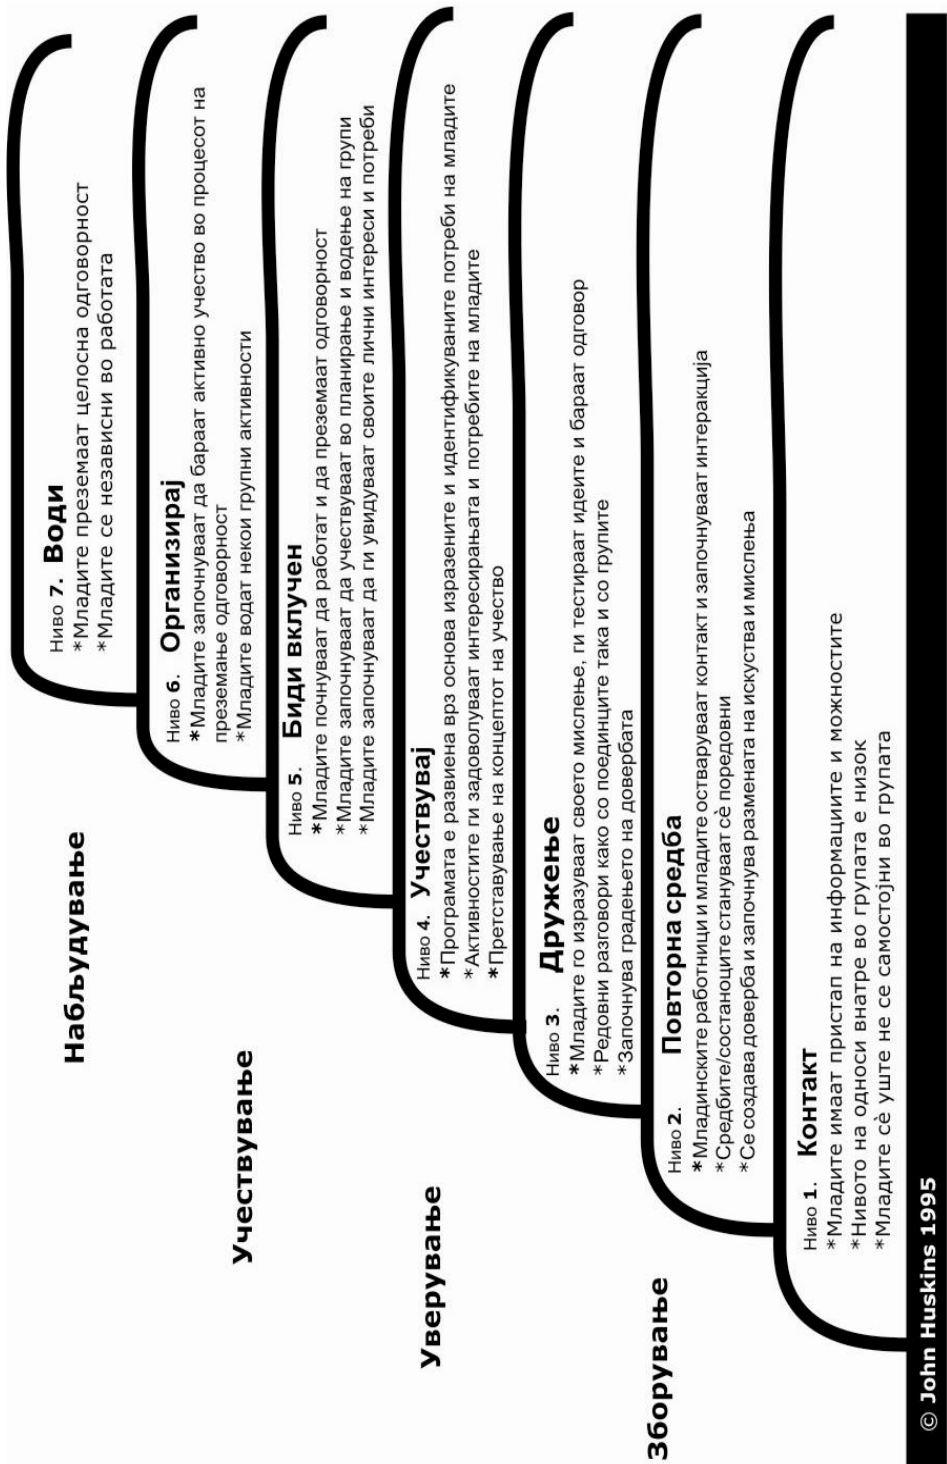 Ниво 7. Води
*Младите преземаат целосна одговорност
*Младите се независни во работата
Набљудување
Ниво 6. Организирај
*Младите започнуваат да бараат активно учество во процесот на
преземање одговорност
*Младите водат некои групни активности
Учествување
Ниво 5. Биди вклучен
*Младите почнуваат да работат и да преземаат одговорност
*Младите започнуваат да учествуваат во планирање и водење на групи
*Младите започнуваат да ги увидуваат своите лични интереси и потреби
Ниво 4. Учествувај
*Програмата е развиена врз основа изразените и идентификуваните потреби на младите
*Активностите ги задоволуваат интересирањата и потребите на младите
*Претставување на концептот на учество
Уверување
Ниво 3. Дружење
*Младите го изразуваат своето мислење, ги тестираат идеите и бараат одговор
*Редовни разговори како со поединците така и со групите
*Започнува градењето на довербата
Ниво 2. Повторна средба
*Младинските работници и младите остваруваат контакт и започнуваат интеракција
*Средбите/состаноците стануваат сѐ поредовни
*Се создава доверба и започнува размената на искуства и мислења
Зборување
Ниво 1. Контакт
*Младите имаат пристап на информациите и можностите
*Нивото на односи внатре во групата е низок
*Младите сѐ уште не се самостојни во групата
© John Huskins 1995